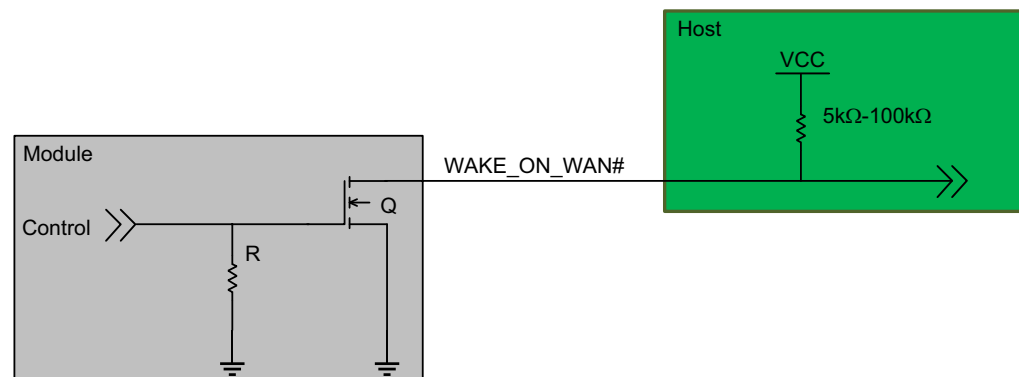 Host
VCC
5kΩ-100kΩ
Module
WAKE_ON_WAN#
Q
Control
R